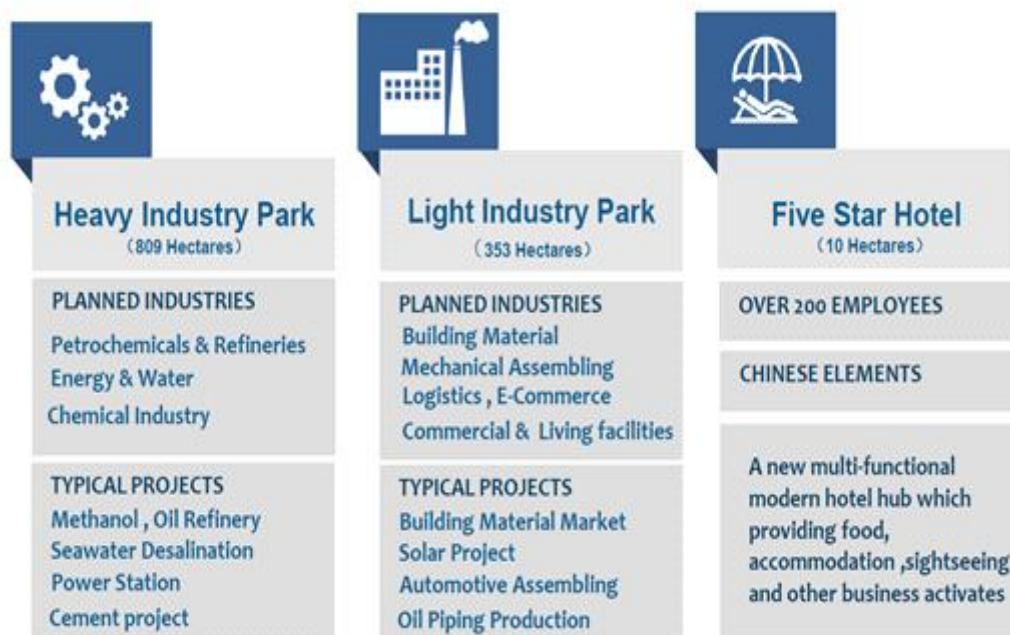 Heavy Industry Park
（809 Hectares）
PLANNED INDUSTRIES
Petrochemicals & Refineries
Energy & Water
Chemical Industry
TYPICAL PROJECTS
Methanol , Oil Refinery
Seawater Desalination
Power Station
Cement project
Light Industry Park
（353 Hectares）
PLANNED INDUSTRIES
Building Material
Mechanical Assembling
Logistics , E-Commerce
Commercial & Living facilities
TYPICAL PROJECTS
Building Material Market
Solar Project
Automotive Assembling
Oil Piping Production
Five Star Hotel
（10 Hectares）
OVER 200 EMPLOYEES
CHINESE ELEMENTS
A new multi-functional
modern hotel hub which
providing food,
accommodation ,sightseeing
and other business activates